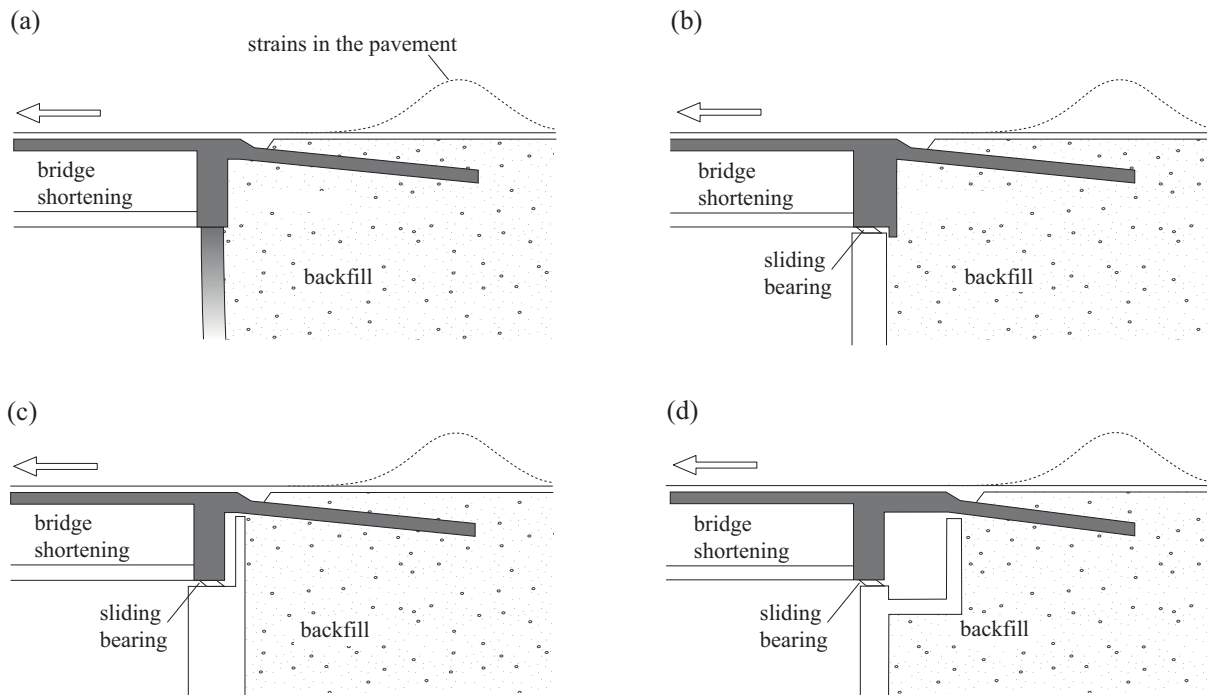 (a)
strains in the pavement
bridge
shortening
backfill
(b)
bridge
shortening
sliding
bearing
backfill
(c)
bridge
shortening
sliding
bearing
backfill
(d)
bridge
shortening
sliding
bearing
backfill